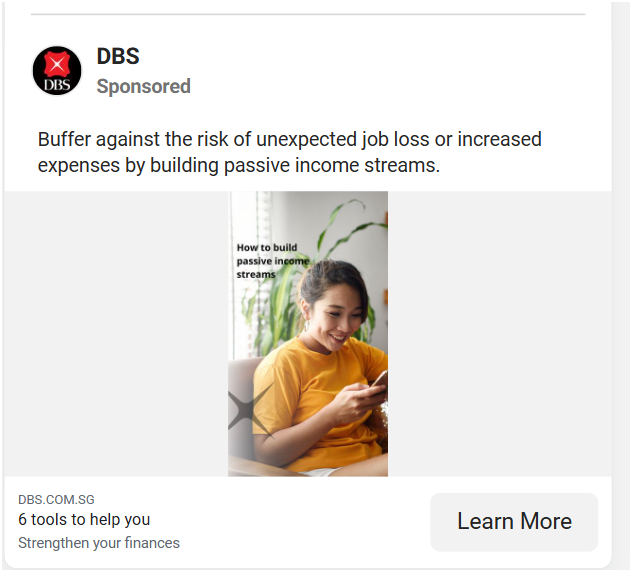 DBS
DBS
Sponsored
Buffer against the risk of unexpected job loss or increased
expenses by building passive income streams.
How to build
passive income
streams
DBS.COM.SG
6 tools to help you
Strengthen your finances
Learn More